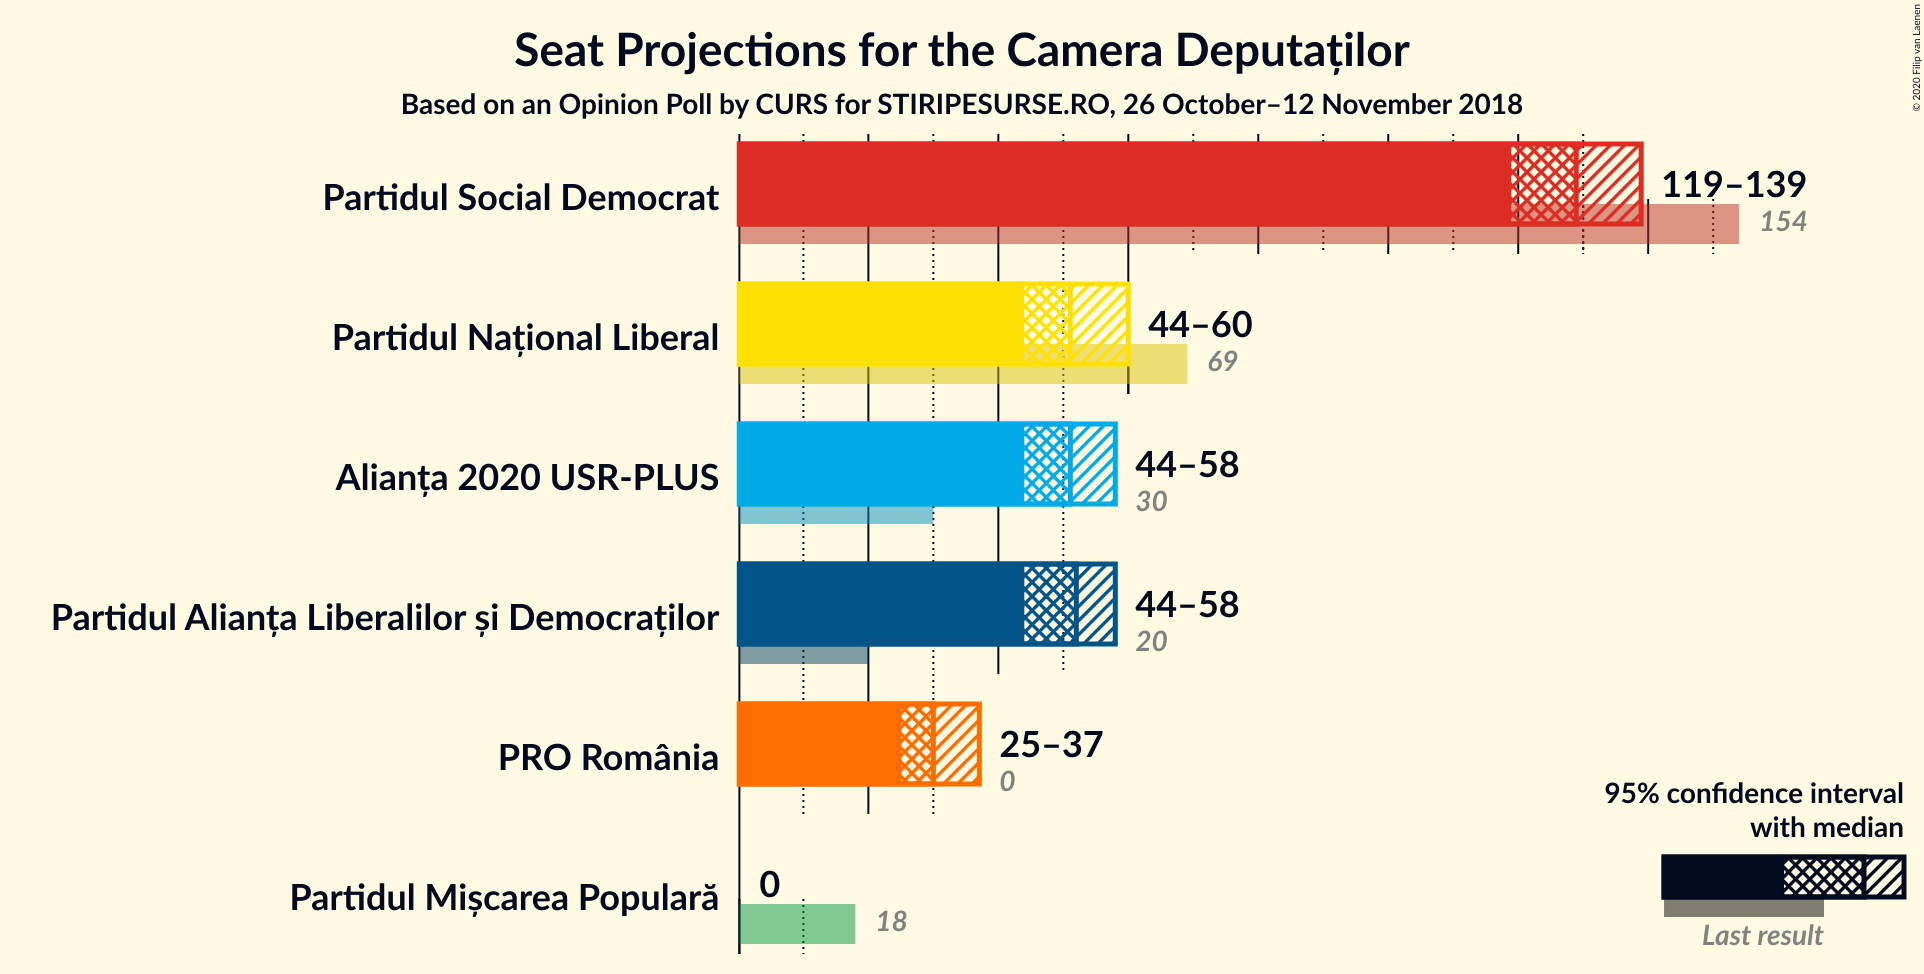 Seat Projections for the Camera Deputaților
Based on an Opinion Poll by CURS for STIRIPESURSE.RO, 26 October–12 November 2018
© 2020 Filip van Laenen
Partidul Social Democrat
119–139
154
Partidul Național Liberal
44–60
69
Alianța 2020 USR-PLUS
44–58
30
Partidul Alianța Liberalilor și Democraților
44–58
20
PRO România
25–37
0
Partidul Mișcarea Populară
0
18
95% confidence interval
with median
Last result